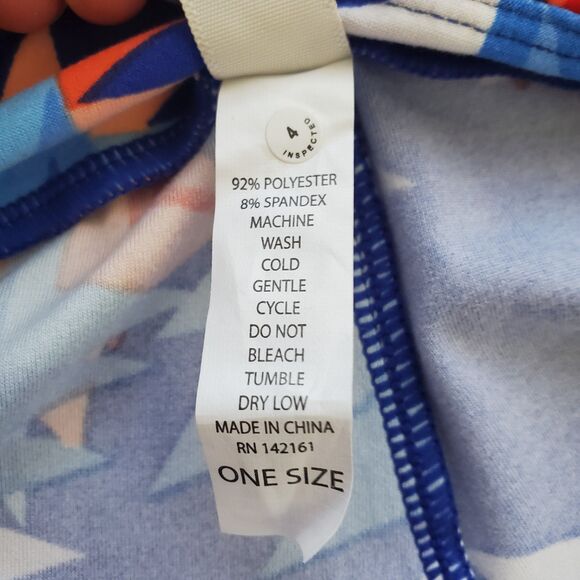 4
INSPECTED
92% POLYESTER
8% SPANDEX
MACHINE
WASH
COLD
GENTLE
CYCLE
DO NOT
BLEACH
TUMBLE
DRY LOW
MADE IN CHINA
RN 142161
ONE SIZE